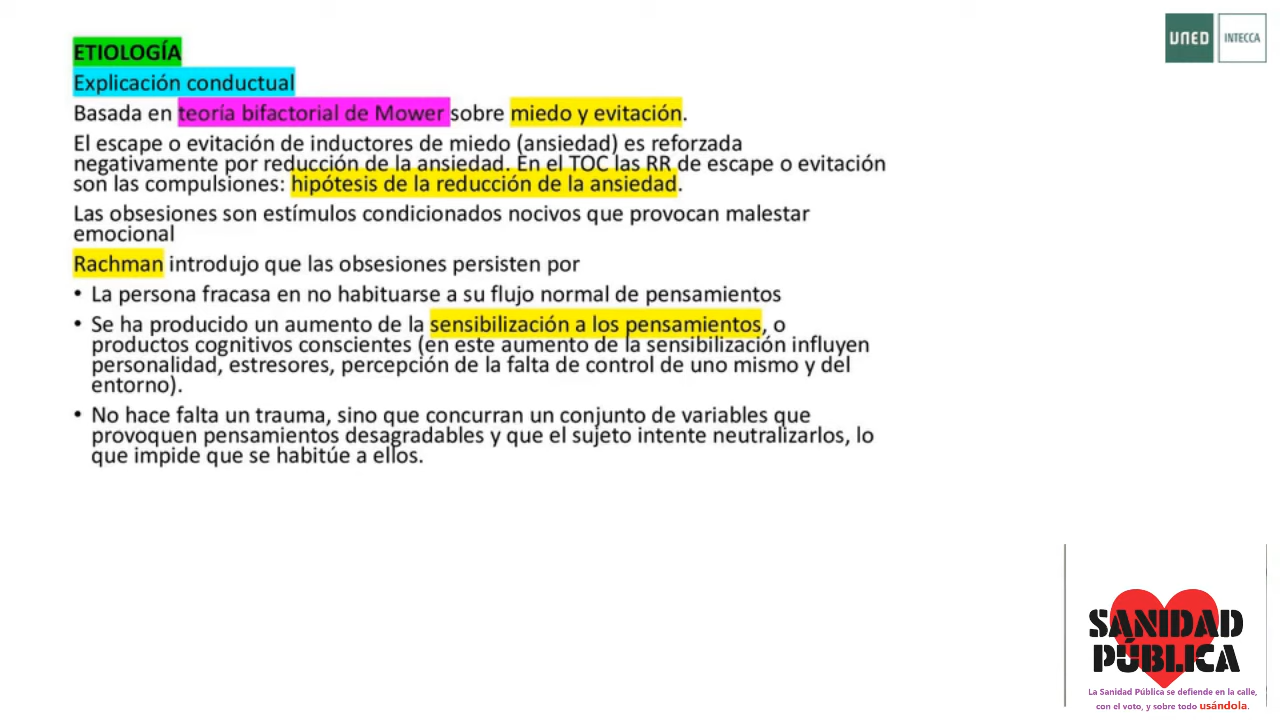 UNED
INTECCA
ETIOLOGÍA
Explicación conductual
Basada en teoría bifactorial de Mower sobre miedo y evitación.
El escape o evitación de inductores de miedo (ansiedad) es reforzada
negativamente por reducción de la ansiedad. En el TOC las RR de escape o evitación
son las compulsiones: hipótesis de la reducción de la ansiedad.
Las obsesiones son estímulos condicionados nocivos que provocan malestar
emocional
Rachman introdujo que las obsesiones persisten por
• La persona fracasa en no habituarse a su flujo normal de pensamientos
• Se ha producido un aumento de la sensibilización a los pensamientos, o
productos cognitivos conscientes (en este aumento de la sensibilización influyen
personalidad, estresores, percepción de la falta de control de uno mismo y del
entorno).
• No hace falta un trauma, sino que concurran un conjunto de variables que
provoquen pensamientos desagradables y que el sujeto intente neutralizarlos, lo
que impide que se habitúe a ellos.
SANIDAD
PÚBLICA
La Sanidad Pública se defiende en la calle,
con el voto, y sobre todo usándola.